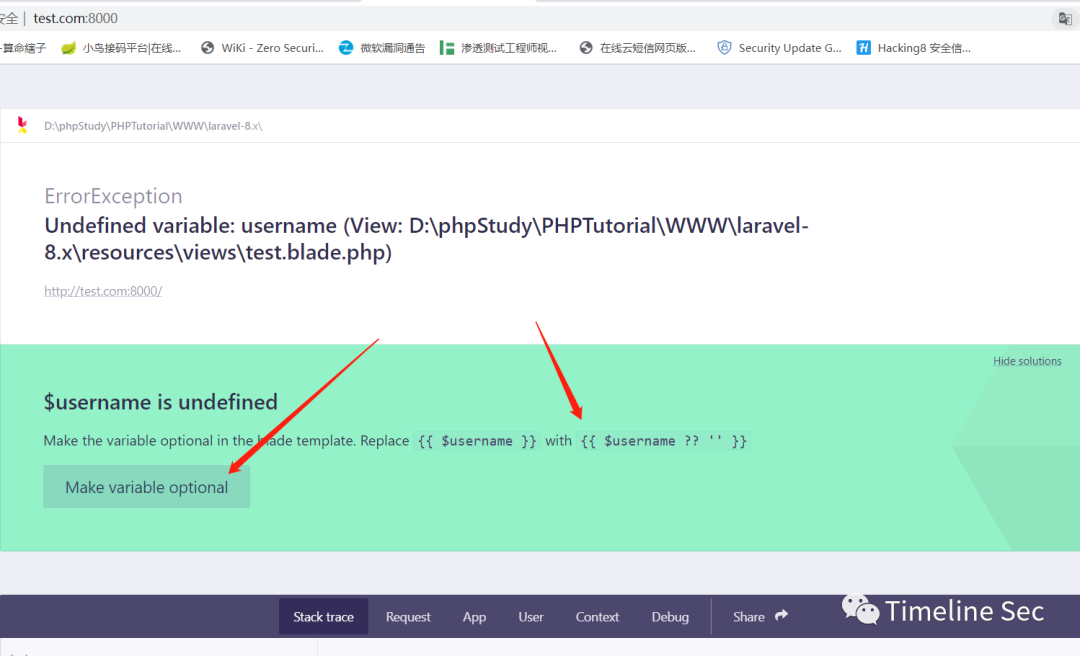 安全 | test.com:8000
-算命瞎子 小鸟接码平台|在线... WiKi - Zero Securi... 微软漏洞通告 渗透测试工程师视... 在线云短信网页版... Security Update G... Hacking8 安全信...
D:\phpStudy\PHPTutorial\WWW\laravel-8.x\
ErrorException
Undefined variable: username (View: D:\phpStudy\PHPTutorial\WWW\laravel-
8.x\resources\views\test.blade.php)
http://test.com:8000/
Hide solutions
$username is undefined
Make the variable optional in the blade template. Replace {{ $username }} with {{ $username ?? '' }}
Make variable optional
Stack trace Request App User Context Debug Share
Timeline Sec